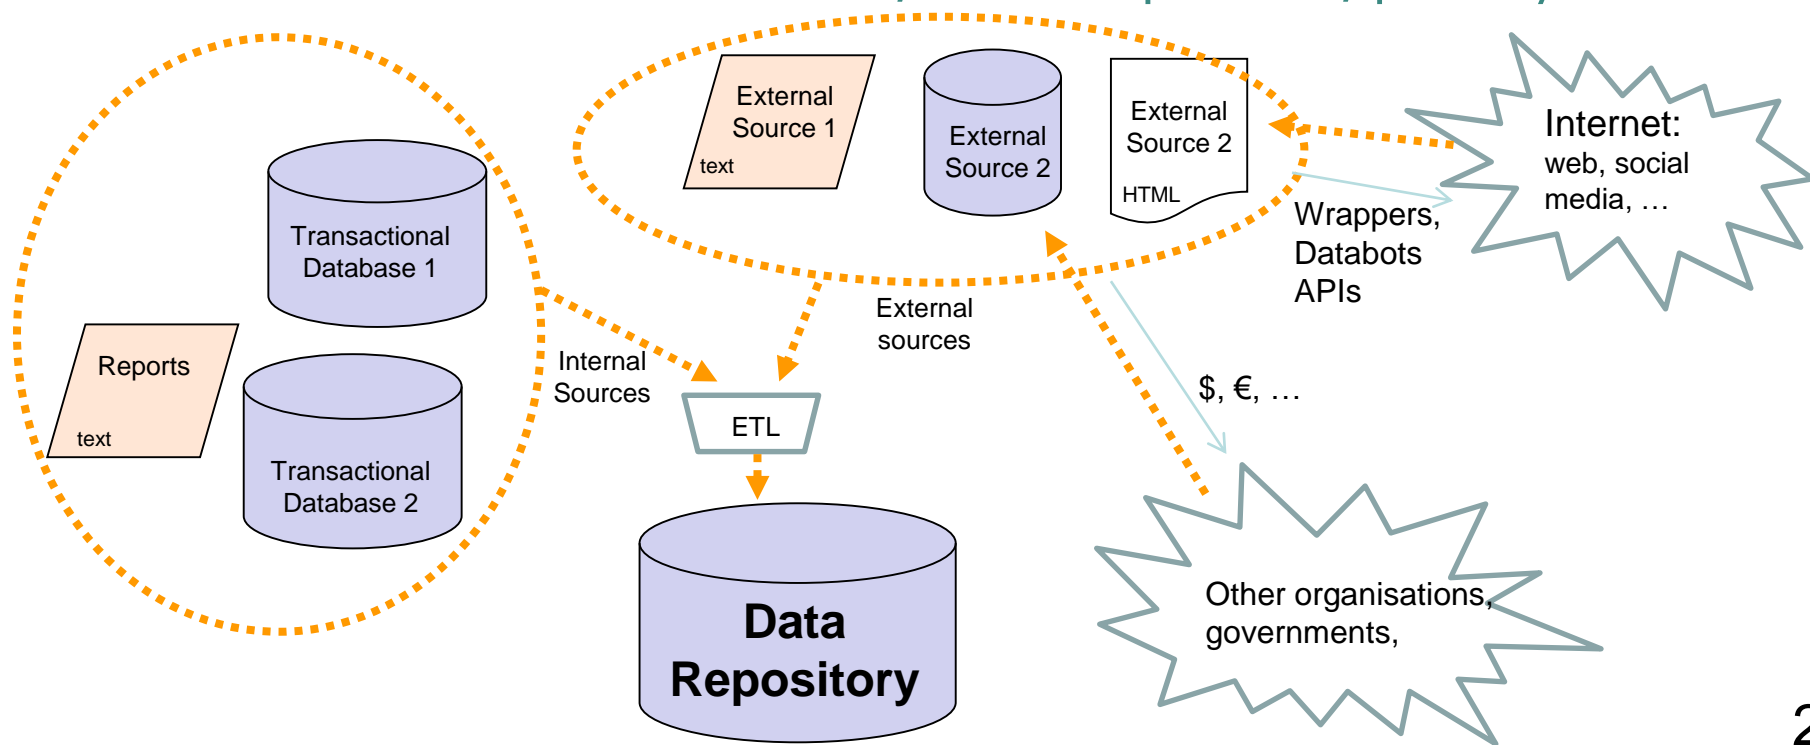 External
Source 1
text
External
Source 2
External
Source 2
HTML
Internet:
web, social
media, …
Wrappers,
Databots
APIs
Transactional
Database 1
Reports
text
Transactional
Database 2
Internal
Sources
External
sources
ETL
$, €, …
Data
Repository
Other organisations,
governments,
2